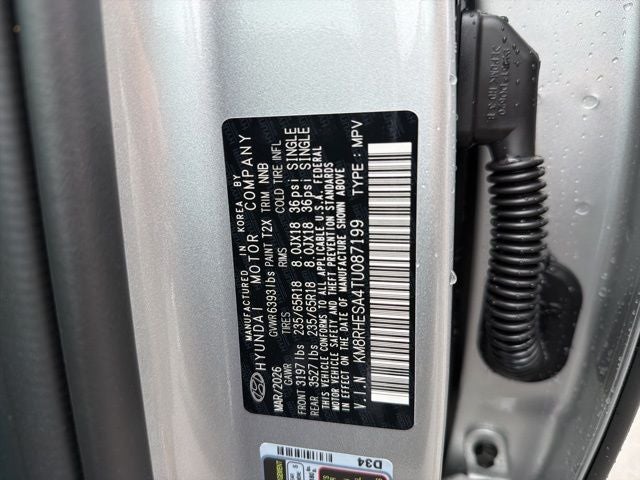 MANUFACTURED IN KOREA BY
HYUNDAI MOTOR COMPANY
MAR/2026 GVWR 6393lbs PAINT T2X TRIM NNB
GAWR TIRES RIMS COLD TIRE INFL
FRONT 3197lbs 235/65R18 8.0JX18 36psi SINGLE
REAR 3527lbs 235/65R18 8.0JX18 36psi SINGLE
THIS VEHICLE CONFORMS TO ALL APPLICABLE U.S.A. FEDERAL
MOTOR VEHICLE SAFETY AND THEFT PREVENTION STANDARDS
IN EFFECT ON THE DATE OF MANUFACTURE SHOWN ABOVE
V.I.N KM8RHESA4TU087199 TYPE : MPV
D34